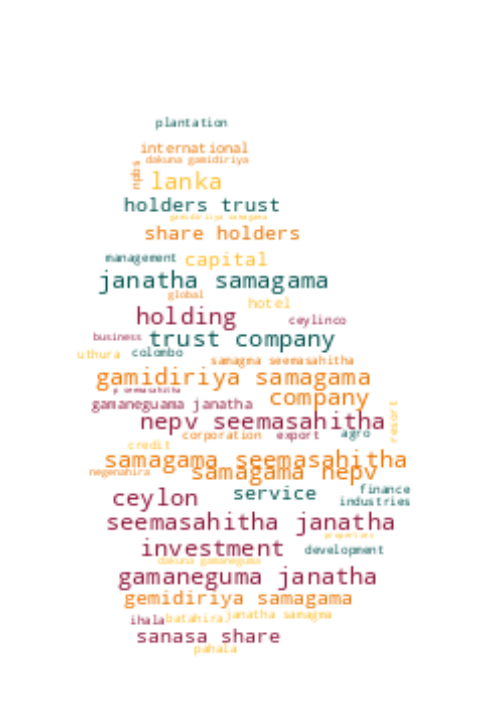 plantation
international
dakuna gamidiriya
npbs
lanka
holders trust
gamidiriya samagama
share holders
management capital
janatha samagama
global
hotel
holding
ceylinco
business trust company
uthura colombo
samagma seemasahitha
gamidiriya samagama
p seemasahitha
company
gamaneguama janatha
nepv seemasahitha
resort
corporation export agro
credit
samagama seemasahitha
negenahira samagama nepv
ceylon service finance
industries
seemasahitha janatha
properties
investment development
dakuna gamaneguma
gamaneguma janatha
gemidiriya samagama
ihala batahira janatha samagma
sanasa share
pahala